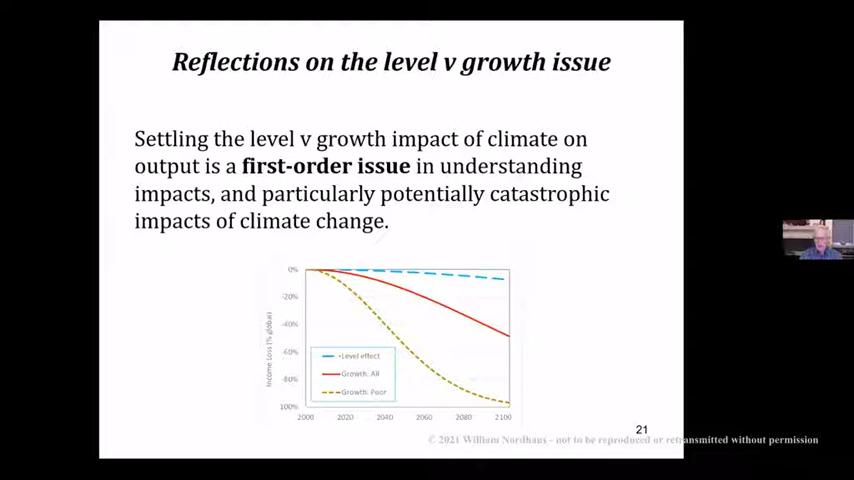 Reflections on the level v growth issue
Settling the level v growth impact of climate on
output is a first-order issue in understanding
impacts, and particularly potentially catastrophic
impacts of climate change.
Income Loss (% global)
0%
-20%
-40%
-60%
-80%
100%
Level effect
Growth: All
Growth: Poor
2000 2020 2040 2060 2080 2100
21
© 2021 William Nordhaus - not to be reproduced or retransmitted without permission